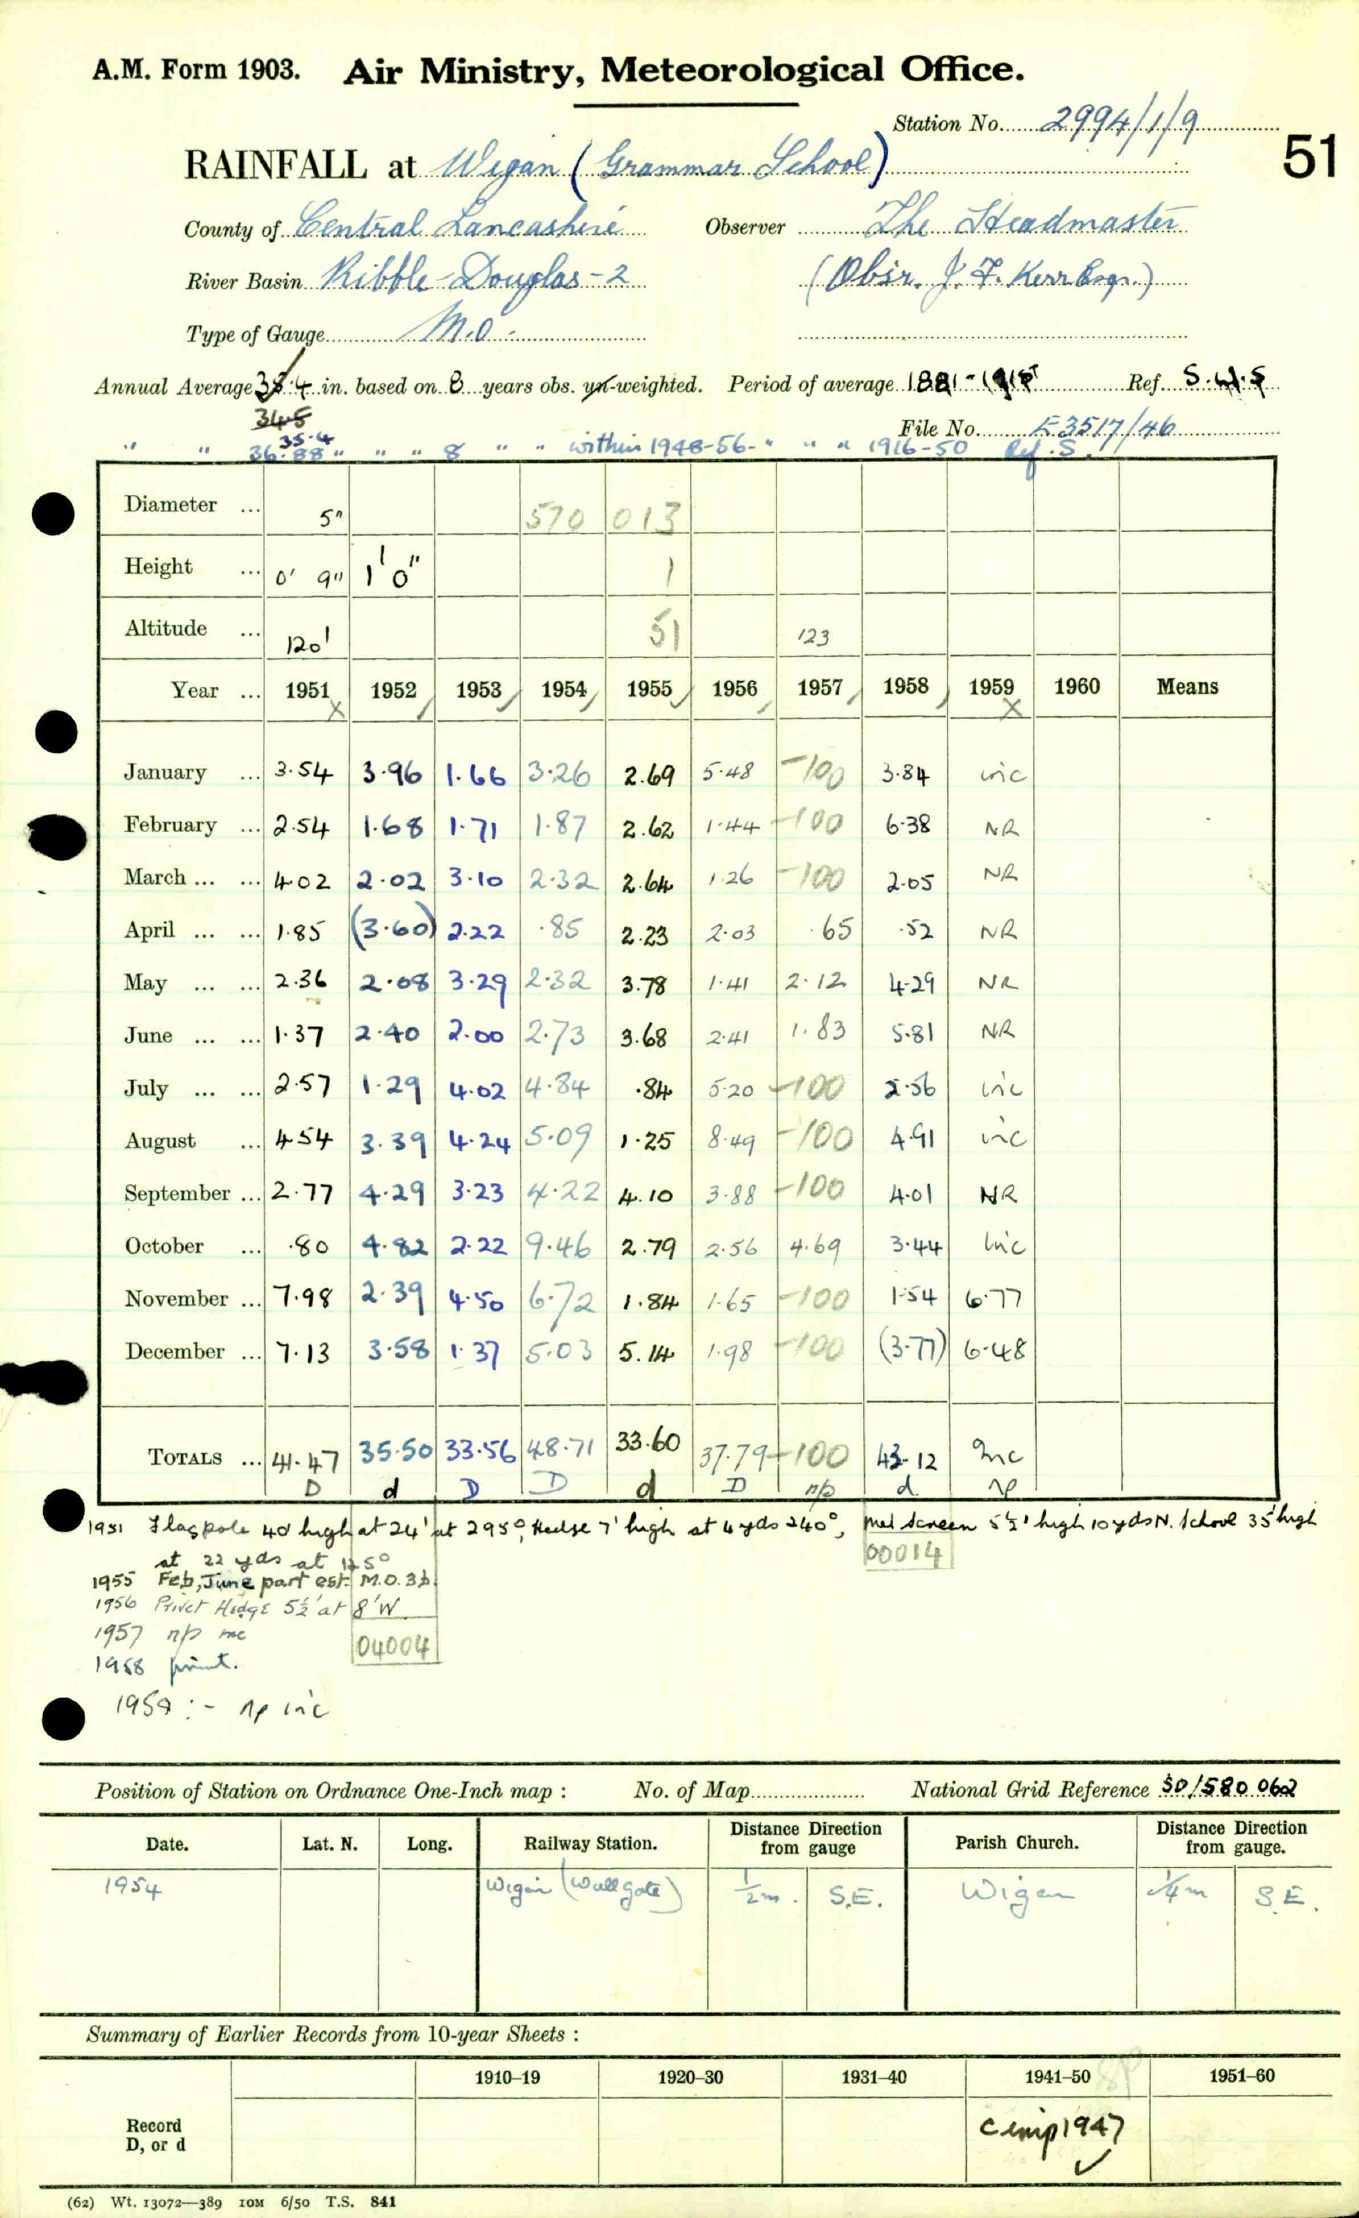 A.M. Form 1903. Air Ministry, Meteorological Office.
Station No. 2994/1/9
51
RAINFALL at Wigan (Grammar School)
County of Central Lancashire Observer The Headmaster
River Basin Ribble-Douglas-2 (Obsr. J. F. Kerr Esqr.)
Type of Gauge M.O.
Annual Average 35.4 in. based on 8 years obs. un-weighted. Period of average 1881-1915 Ref. S.W.S
34.5
File No. 3517/46
35.4
" " 36.88 " " " 8 " " within 1948-56 - " " " 1916-50 Ref. S.
Diameter ... 5" 570 013
Height ... 0' 9" 1' 0" 1
Altitude ... 120' 51 123
Year ... 1951 1952 1953 1954 1955 1956 1957 1958 1959 1960 Means
X X
January ... 3.54 3.96 1.66 3.26 2.69 5.48 -100 3.84 inc
February ... 2.54 1.68 1.71 1.87 2.62 1.44 -100 6.38 NR
March ... ... 4.02 2.02 3.10 2.32 2.64 1.26 -100 2.05 NR
April ... ... 1.85 (3.60) 2.22 .85 2.23 2.03 .65 .52 NR
May ... ... 2.36 2.08 3.29 2.32 3.78 1.41 2.12 4.29 NR
June ... ... 1.37 2.40 2.00 2.73 3.68 2.41 1.83 5.81 NR
July ... ... 2.57 1.29 4.02 4.84 .84 5.20 -100 2.56 inc
August ... 4.54 3.39 4.24 5.09 1.25 8.49 -100 4.91 inc
September ... 2.77 4.29 3.23 4.22 4.10 3.88 -100 4.01 NR
October ... .80 4.82 2.22 9.46 2.79 2.56 4.69 3.44 inc
November ... 7.98 2.39 4.50 6.72 1.84 1.65 -100 1.54 6.77
December ... 7.13 3.58 1.37 5.03 5.14 1.98 -100 (3.77) 6.48
TOTALS ... 41.47 35.50 33.56 48.71 33.60 37.79 -100 43.12 Inc
D d D D d D np d. np
1951 Flagpole 40' high at 24' at 295°, Hedge 7' high at 4 yds 240°, Met Screen 5½' high 10 yds N. School 35' high
at 22 yds at 125°
00014
1955 Feb, June part est. M.O.3b.
1956 Privet Hedge 5½' at 8' W.
1957 n/p inc
04004
1958 print.
1959 :- np inc
Position of Station on Ordnance One-Inch map : No. of Map National Grid Reference SD/580 062
Date. Lat. N. Long. Railway Station. Distance from Direction gauge Parish Church. Distance from Direction gauge.
1954 Wigan (Wallgate) ½m. S.E. Wigan ¼m S.E.
Summary of Earlier Records from 10-year Sheets :
1910–19 1920–30 1931–40 1941–50 1951–60
Record
D, or d
1947
(62) Wt. 13072—389 10M 6/50 T.S. 841